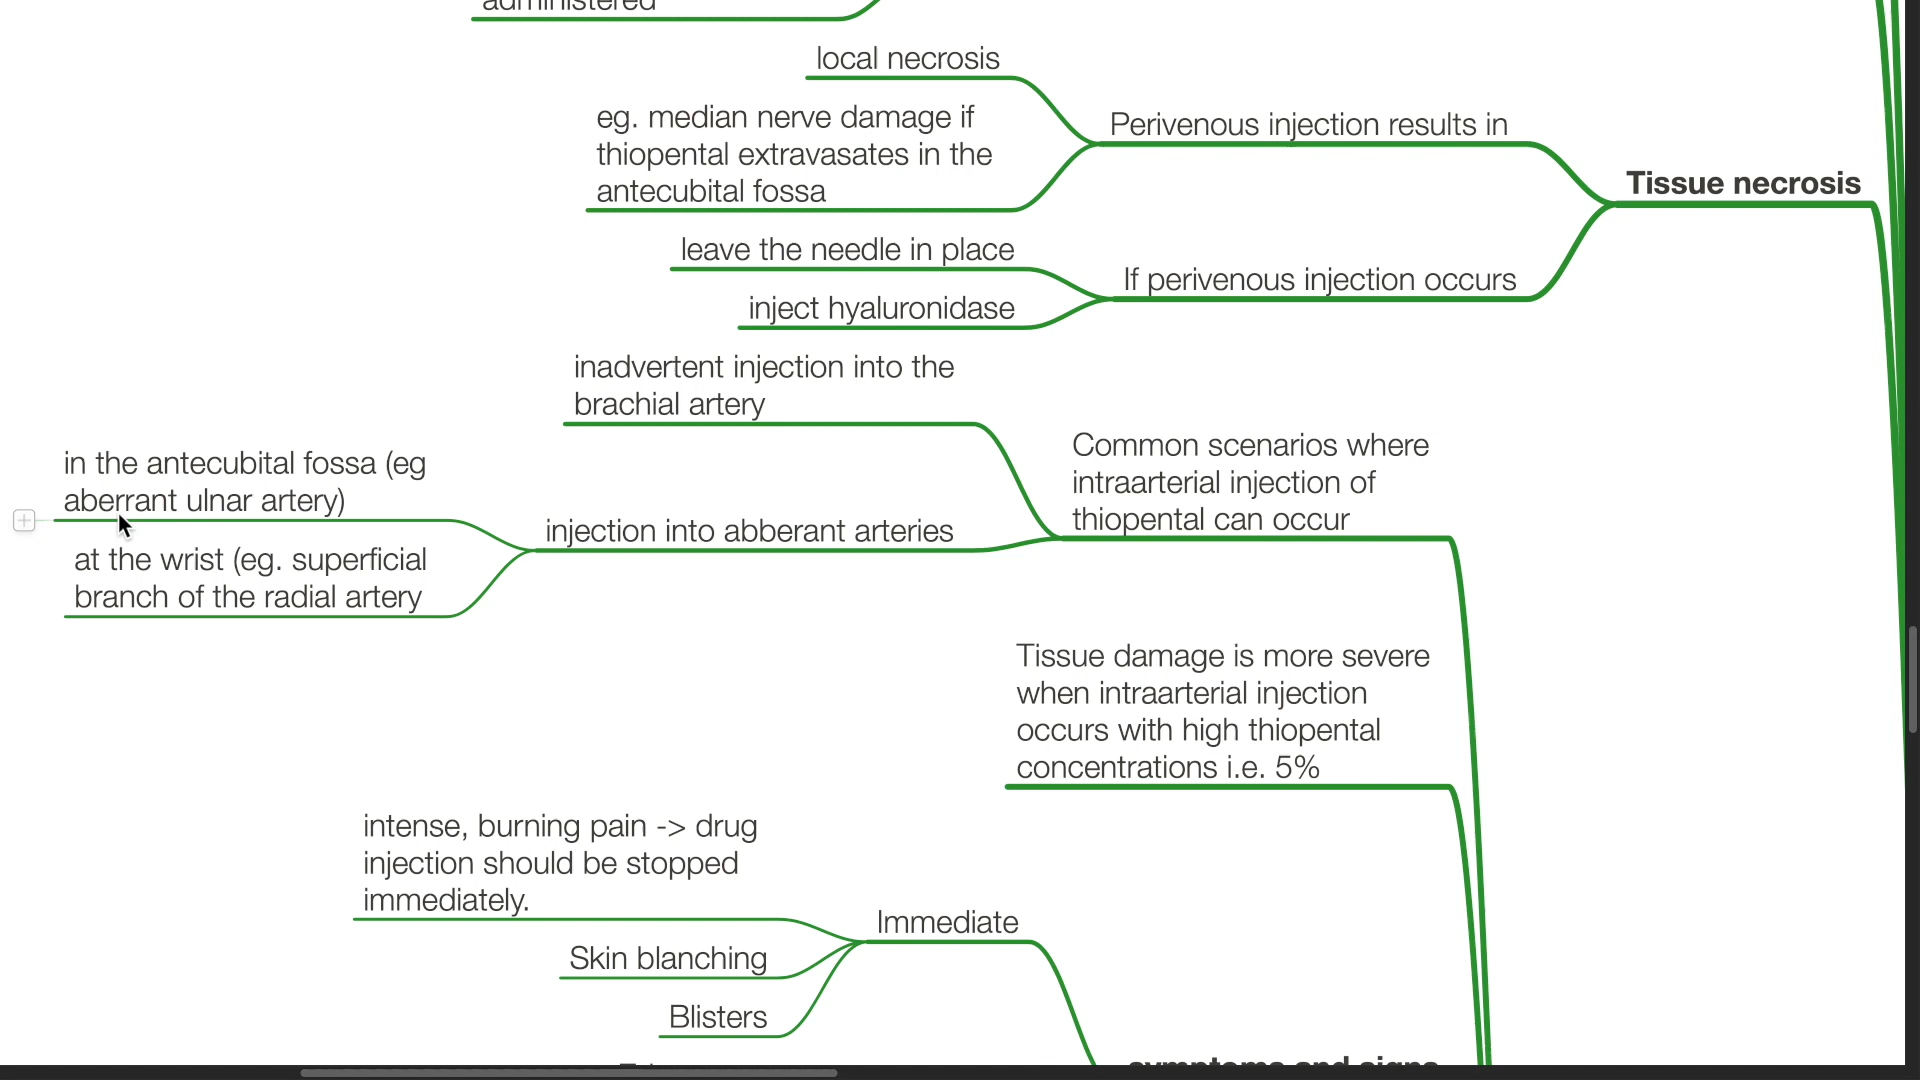 administered
local necrosis
eg. median nerve damage if
thiopental extravasates in the
antecubital fossa
Perivenous injection results in
Tissue necrosis
leave the needle in place
inject hyaluronidase
If perivenous injection occurs
inadvertent injection into the
brachial artery
in the antecubital fossa (eg
aberrant ulnar artery)
at the wrist (eg. superficial
branch of the radial artery
injection into abberant arteries
Common scenarios where
intraarterial injection of
thiopental can occur
Tissue damage is more severe
when intraarterial injection
occurs with high thiopental
concentrations i.e. 5%
intense, burning pain -> drug
injection should be stopped
immediately.
Skin blanching
Blisters
Immediate
symptoms and signs